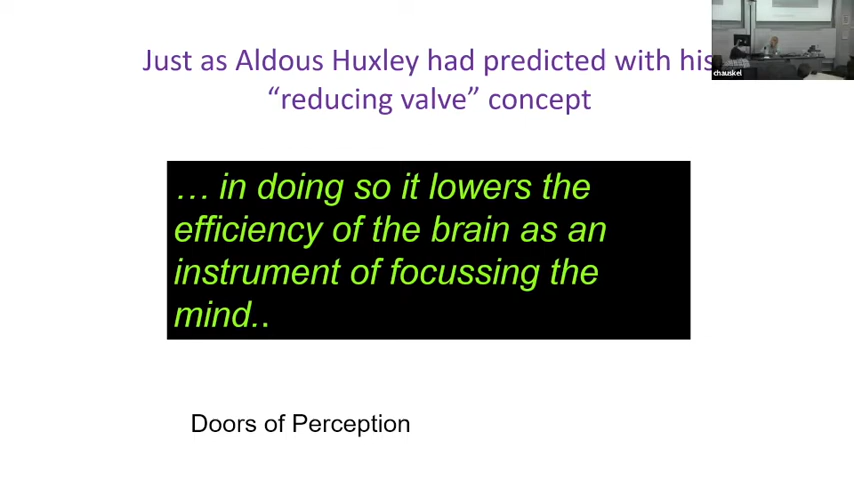 Just as Aldous Huxley had predicted with his
“reducing valve” concept
chauskel
… in doing so it lowers the
efficiency of the brain as an
instrument of focussing the
mind..
Doors of Perception